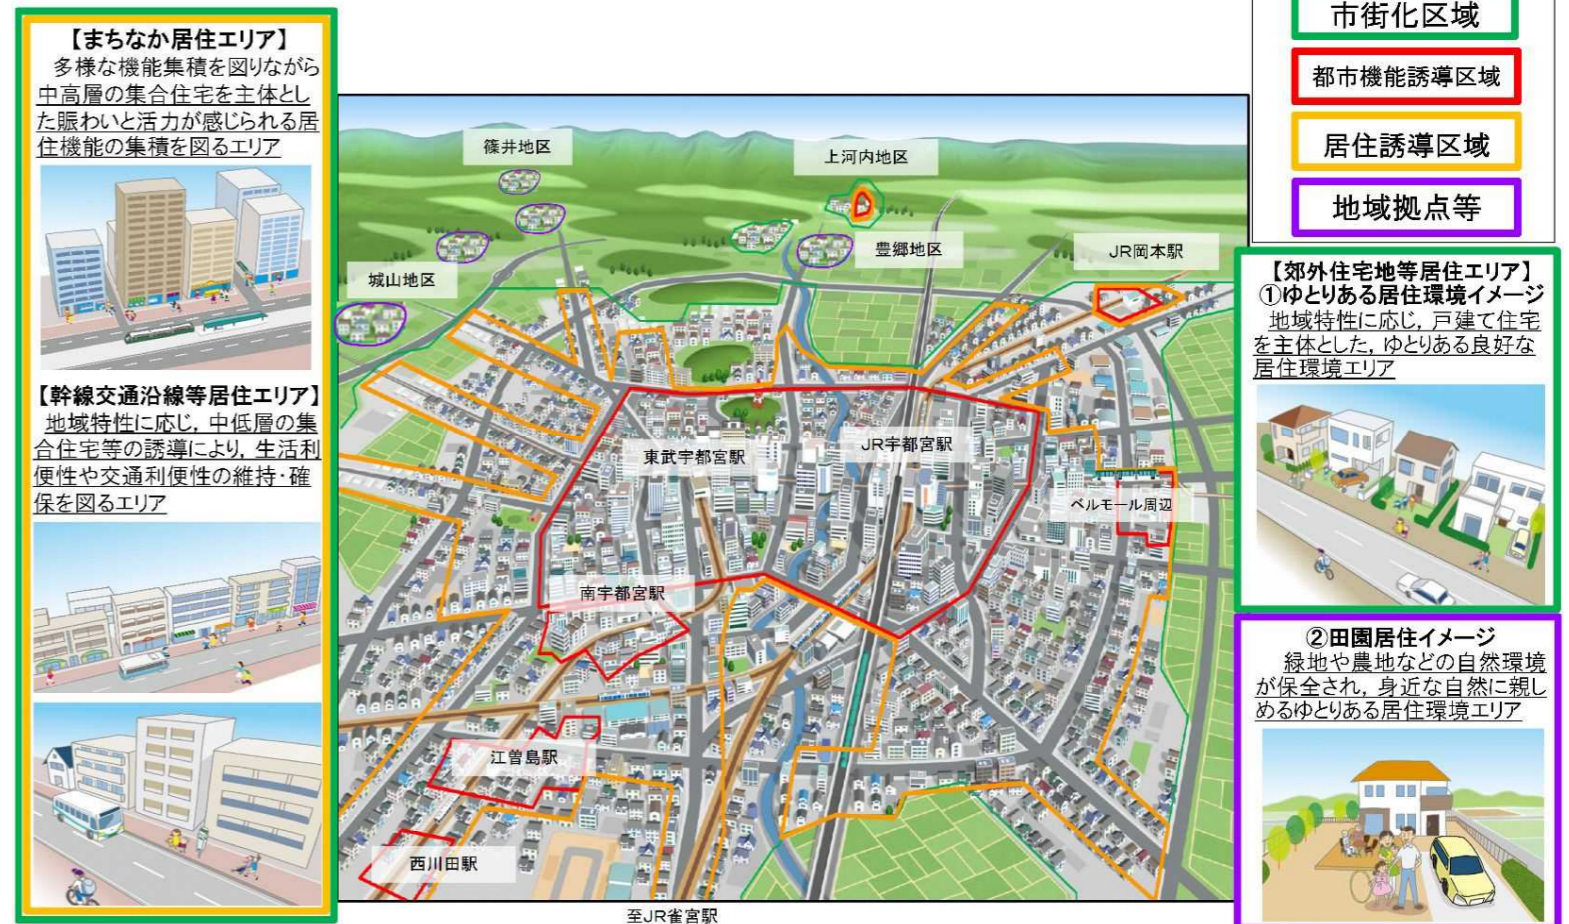 【まちなか居住エリア】
多様な機能集積を図りながら
中高層の集合住宅を主体とし
た賑わいと活力が感じられる居
住機能の集積を図るエリア
【幹線交通沿線等居住エリア】
地域特性に応じ，中低層の集
合住宅等の誘導により，生活利
便性や交通利便性の維持・確
保を図るエリア
篠井地区
上河内地区
豊郷地区
JR岡本駅
城山地区
東武宇都宮駅
JR宇都宮駅
ベルモール周辺
南宇都宮駅
江曽島駅
西川田駅
至JR雀宮駅
市街化区域
都市機能誘導区域
居住誘導区域
地域拠点等
【郊外住宅地等居住エリア】
①ゆとりある居住環境イメージ
地域特性に応じ，戸建て住宅
を主体とした，ゆとりある良好な
居住環境エリア
②田園居住イメージ
緑地や農地などの自然環境
が保全され，身近な自然に親し
めるゆとりある居住環境エリア